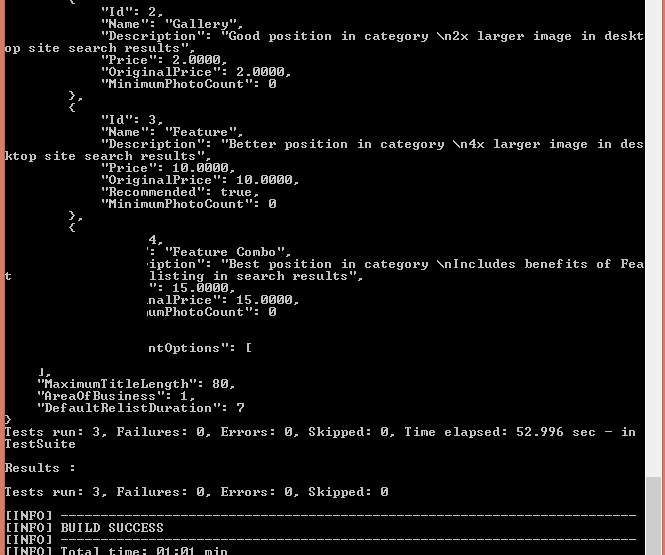 {
"Id": 2,
"Name": "Gallery",
"Description": "Good position in category \n2x larger image in deskt
op site search results",
"Price": 2.0000,
"OriginalPrice": 2.0000,
"MinimumPhotoCount": 0
},
{
"Id": 3,
"Name": "Feature",
"Description": "Better position in category \n4x larger image in des
ktop site search results",
"Price": 10.0000,
"OriginalPrice": 10.0000,
"Recommended": true,
"MinimumPhotoCount": 0
},
{
4,
": "Feature Combo",
iption": "Best position in category \nIncludes benefits of Fea
t listing in search results",
": 15.0000,
nalPrice": 15.0000,
umPhotoCount": 0
ntOptions": [
],
"MaximumTitleLength": 80,
"AreaOfBusiness": 1,
"DefaultRelistDuration": 7
}
Tests run: 3, Failures: 0, Errors: 0, Skipped: 0, Time elapsed: 52.996 sec - in
TestSuite
Results :
Tests run: 3, Failures: 0, Errors: 0, Skipped: 0
[INFO] ------------------------------------------------------------------------
[INFO] BUILD SUCCESS
[INFO] ------------------------------------------------------------------------
[INFO] Total time: 01:01 min